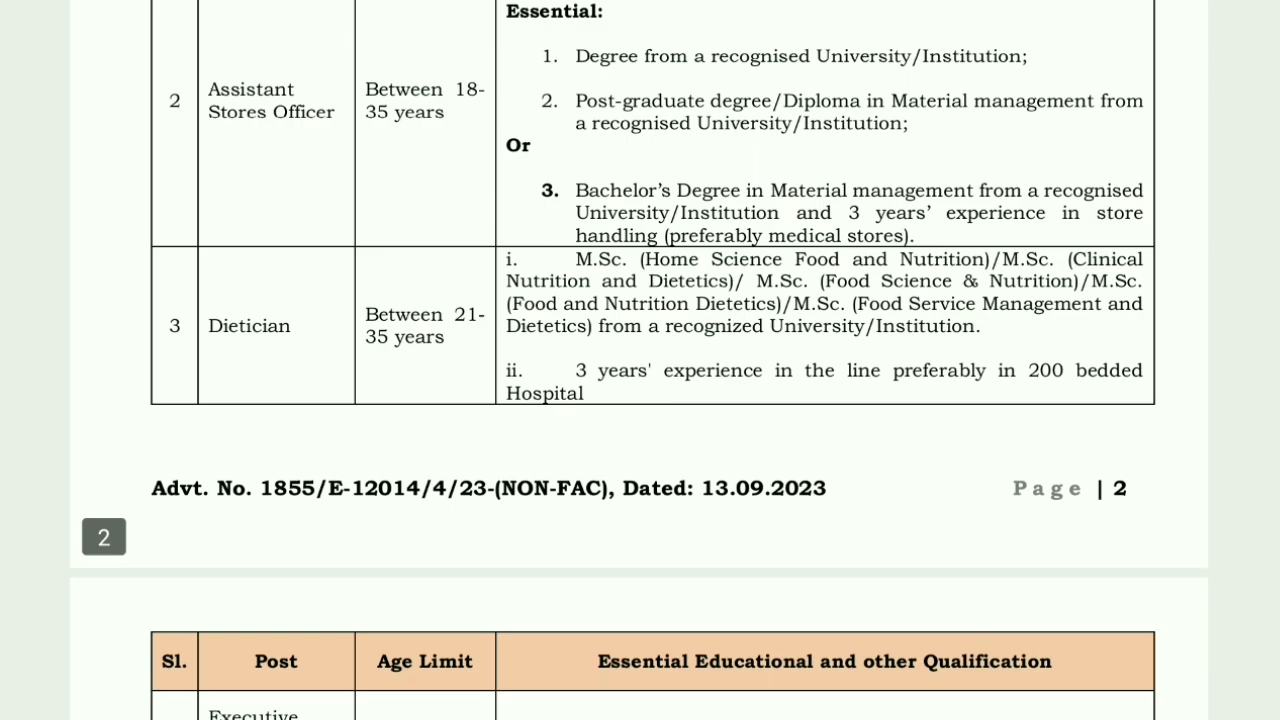 Essential:
1. Degree from a recognised University/Institution;
2 Assistant Stores Officer Between 18-35 years
2. Post-graduate degree/Diploma in Material management from
a recognised University/Institution;
Or
3. Bachelor’s Degree in Material management from a recognised
University/Institution and 3 years’ experience in store
handling (preferably medical stores).
3 Dietician Between 21-35 years
i. M.Sc. (Home Science Food and Nutrition)/M.Sc. (Clinical
Nutrition and Dietetics)/ M.Sc. (Food Science & Nutrition)/M.Sc.
(Food and Nutrition Dietetics)/M.Sc. (Food Service Management and
Dietetics) from a recognized University/Institution.
ii. 3 years' experience in the line preferably in 200 bedded
Hospital
Advt. No. 1855/E-12014/4/23-(NON-FAC), Dated: 13.09.2023 Page | 2
2
Sl. Post Age Limit Essential Educational and other Qualification
Executive